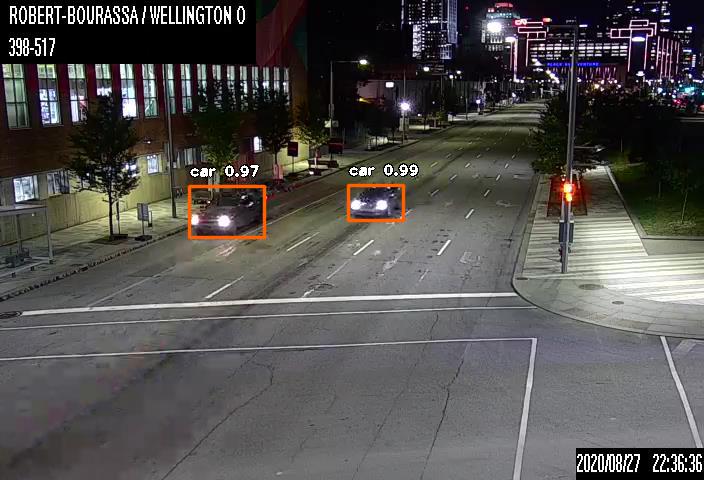 ROBERT-BOURASSA / WELLINGTON O
398-517
car 0.97
car 0.99
2020/08/27 22:36:36